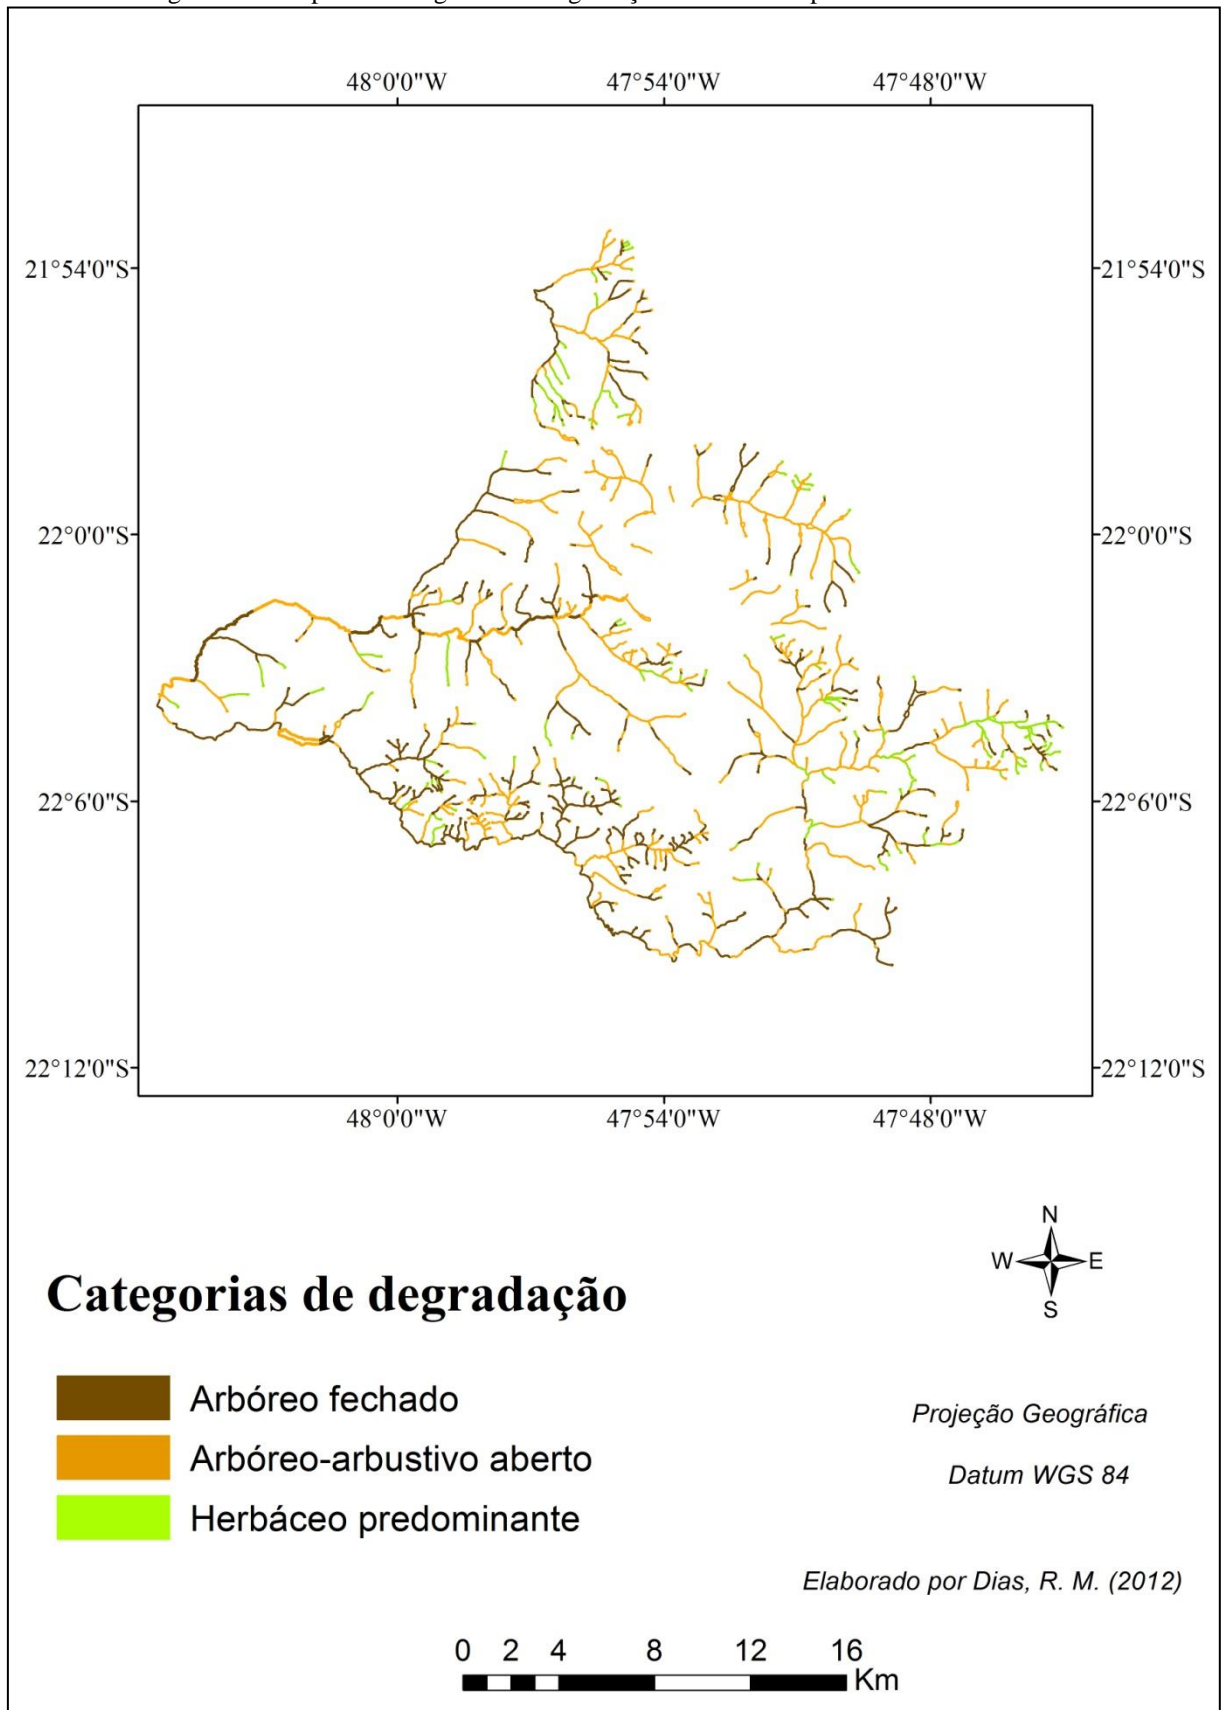 48°0'0"W 47°54'0"W 47°48'0"W
21°54'0"S 21°54'0"S
22°0'0"S 22°0'0"S
22°6'0"S 22°6'0"S
22°12'0"S 22°12'0"S
48°0'0"W 47°54'0"W 47°48'0"W
N
W E
S
Categorias de degradação
Arbóreo fechado
Arbóreo-arbustivo aberto
Herbáceo predominante
Projeção Geográfica
Datum WGS 84
Elaborado por Dias, R. M. (2012)
0 2 4 8 12 16
Km